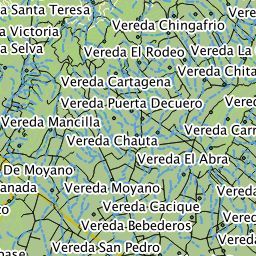 a Santa Teresa
Vereda Chingafrio
a Victoria
Vereda El Rodeo
Vereda La
a Selva
Vereda Cartagena
Vereda Chita
Vereda Puerta Decuero
Vereda Mancilla
Vereda Carr
Vereda Chauta
Vereda El Abra
De Moyano
anada
Vereda Moyano
co
Vereda Cacique
Vereda Bebederos
Vereda San Pedro
base